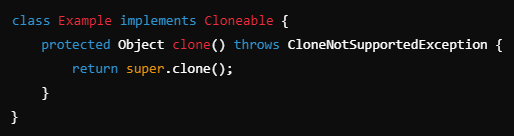 class Example implements Cloneable {
    protected Object clone() throws CloneNotSupportedException {
        return super.clone();
    }
}